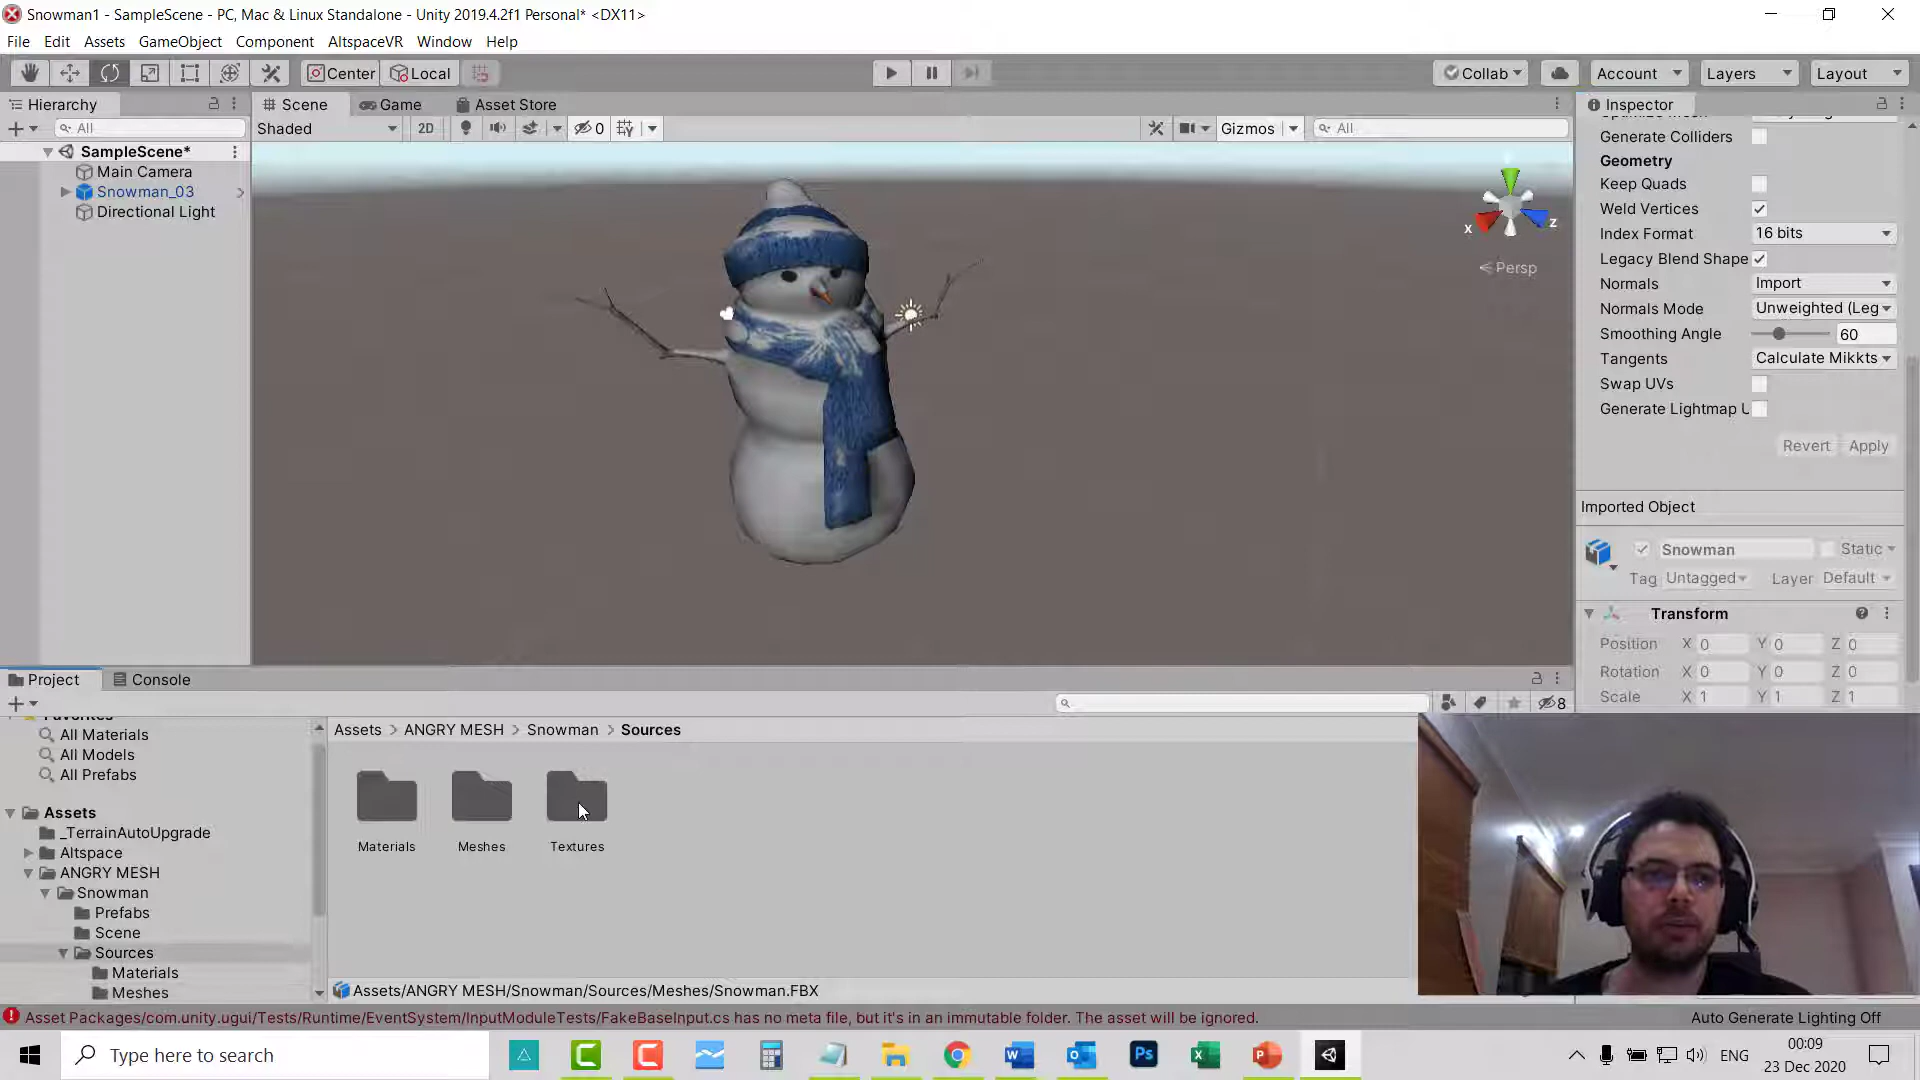 Snowman1 - SampleScene - PC, Mac & Linux Standalone - Unity 2019.4.2f1 Personal* <DX11>
File Edit Assets GameObject Component AltspaceVR Window Help
Center Local Collab Account Layers Layout
Hierarchy Scene Game Asset Store Inspector
All Shaded 2D 0 Gizmos All
SampleScene*
Main Camera
Snowman_03
Directional Light
x z
Persp
Generate Colliders
Geometry
Keep Quads
Weld Vertices
Index Format 16 bits
Legacy Blend Shape
Normals Import
Normals Mode Unweighted (Leg
Smoothing Angle 60
Tangents Calculate Mikkts
Swap UVs
Generate Lightmap U
Revert Apply
Imported Object
Snowman Static
Tag Untagged Layer Default
Transform
Position X 0 Y 0 Z 0
Rotation X 0 Y 0 Z 0
Scale X 1 Y 1 Z 1
Project Console
8
Favorites
All Materials
All Models
All Prefabs
Assets
_TerrainAutoUpgrade
Altspace
ANGRY MESH
Snowman
Prefabs
Scene
Sources
Materials
Meshes
Assets > ANGRY MESH > Snowman > Sources
Materials Meshes Textures
Assets/ANGRY MESH/Snowman/Sources/Meshes/Snowman.FBX
Asset Packages/com.unity.ugui/Tests/Runtime/EventSystem/InputModuleTests/FakeBaseInput.cs has no meta file, but it's in an immutable folder. The asset will be ignored.
Auto Generate Lighting Off
Type here to search
ENG
00:09
23 Dec 2020